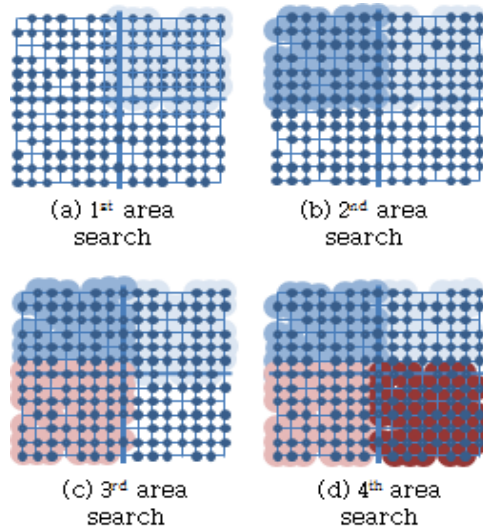 (a) 1st area
search
(b) 2nd area
search
(c) 3rd area
search
(d) 4th area
search